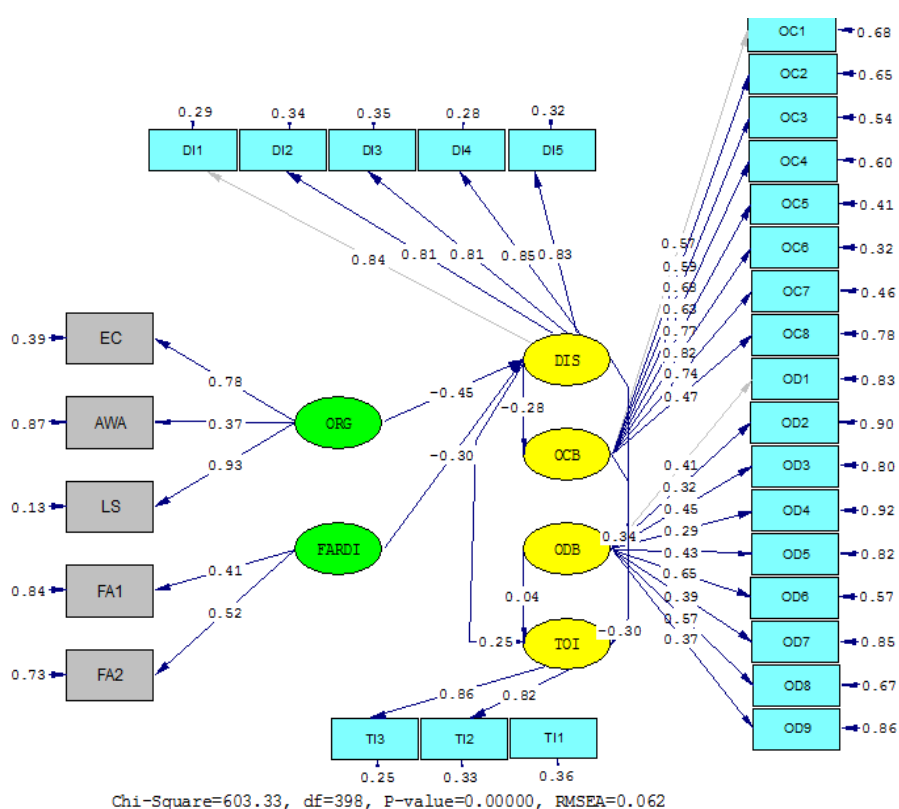 OC1
0.68
OC2
0.65
OC3
0.54
0.29 0.34 0.35 0.28 0.32
DI1 DI2 DI3 DI4 DI5
OC4
0.60
OC5
0.41
OC6
0.32
OC7
0.46
OC8
0.78
0.84 0.81 0.81 0.85 0.83
0.57
0.59
0.68
0.63
0.77
0.82
0.74
0.47
0.39 EC
0.78
DIS
0.87 AWA
0.37
ORG
-0.45
-0.28
0.93
0.13 LS
-0.30
OCB
OD1
0.83
OD2
0.90
OD3
0.80
OD4
0.92
OD5
0.82
OD6
0.57
OD7
0.85
OD8
0.67
OD9
0.86
0.41
0.32
0.45
0.29
0.43
0.65
0.39
0.57
0.37
0.34
FARDI
ODB
0.84 FA1
0.41
0.04
0.52
0.73 FA2
0.25
TOI
-0.30
0.86 0.82
TI3 TI2 TI1
0.25 0.33 0.36
Chi-Square=603.33, df=398, P-value=0.00000, RMSEA=0.062